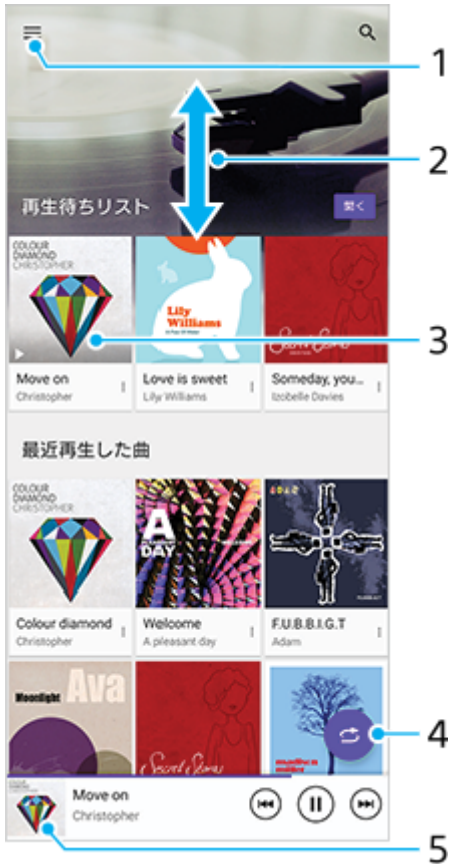 1
2
再生待ちリスト
聞く
COLOUR
DIAMOND
CHRISTOPHER
Lily
Williams
3
Move on
Christopher
Love is sweet
Lily Williams
Someday, you...
Izobelle Davies
最近再生した曲
COLOUR
DIAMOND
CHRISTOPHER
A
PLEASANT
DAY
Colour diamond
Christopher
Welcome
A pleasant day
F.U.B.B.I.G.T
Adam
Moonlight Ava
4
Move on
Christopher
5